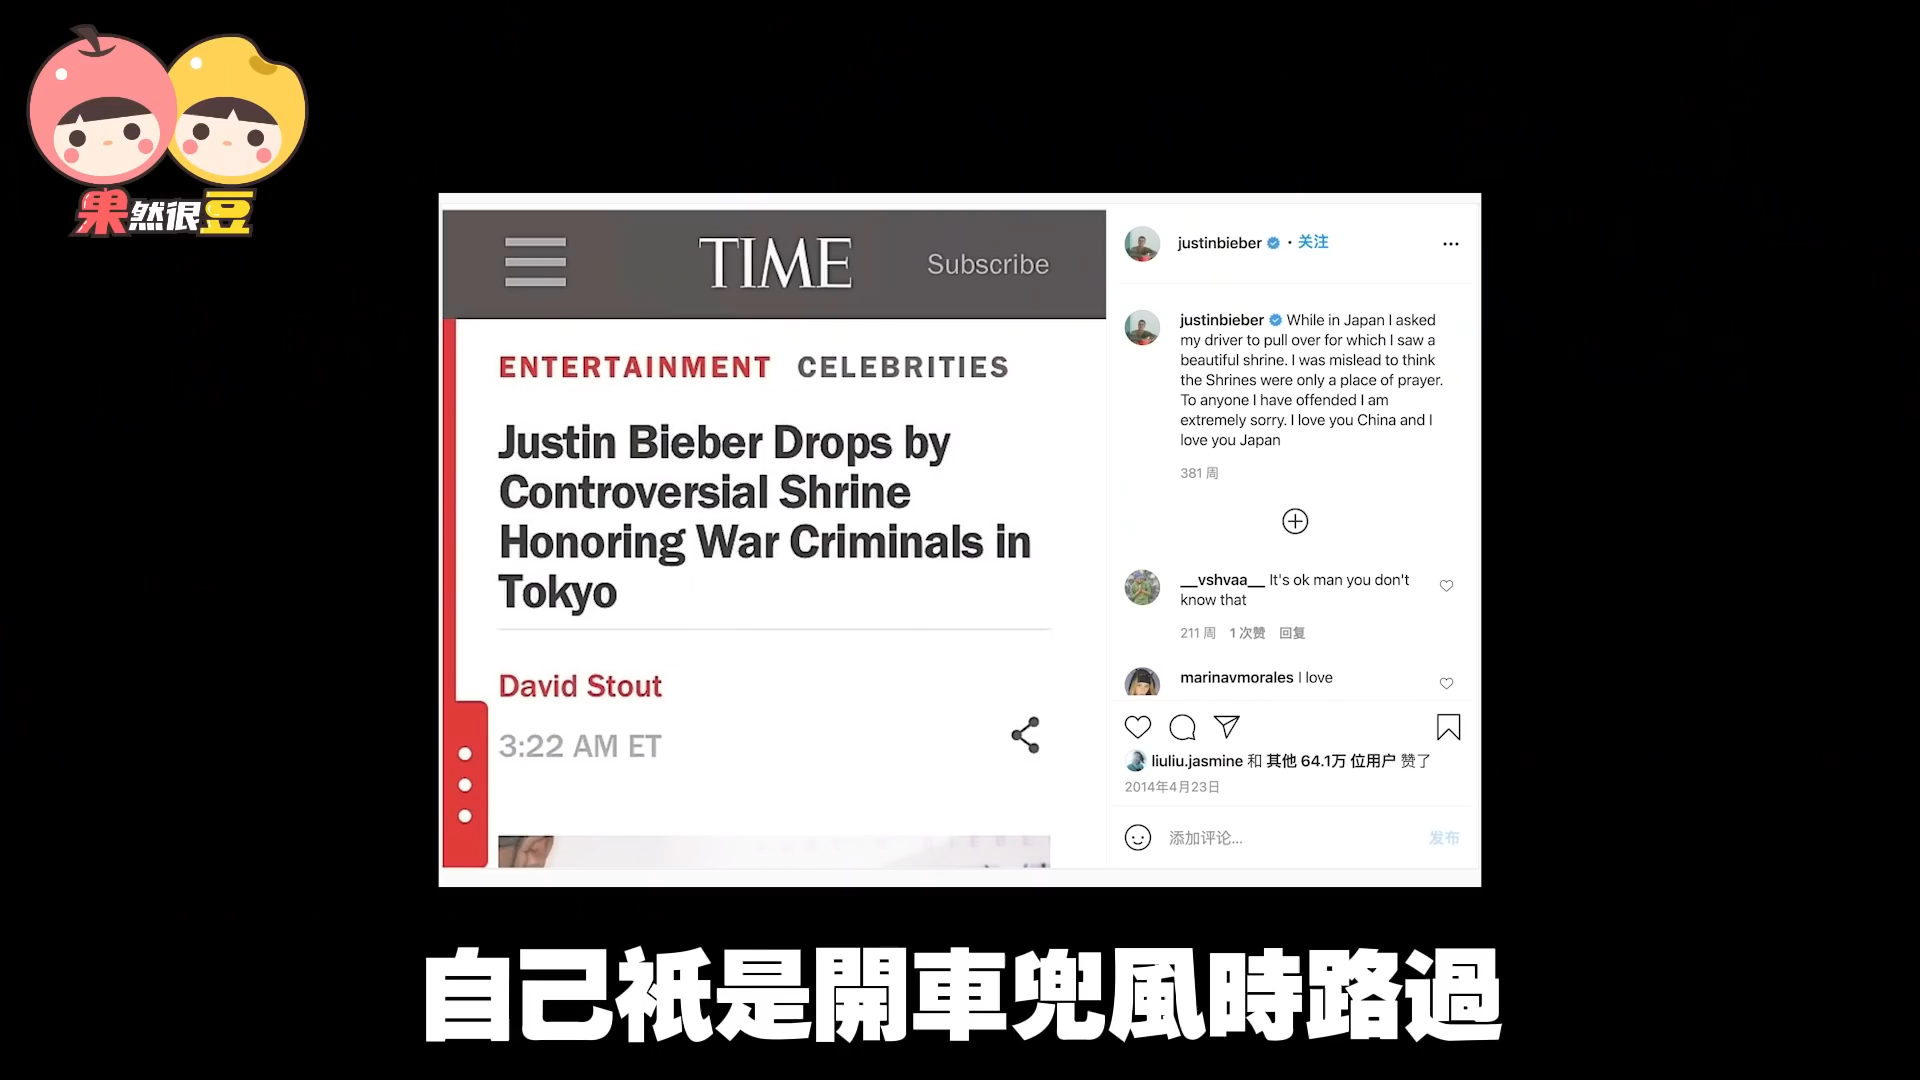 果然很豆
TIME
Subscribe
ENTERTAINMENT CELEBRITIES
Justin Bieber Drops by
Controversial Shrine
Honoring War Criminals in
Tokyo
David Stout
3:22 AM ET
justinbieber • 关注
justinbieber While in Japan I asked
my driver to pull over for which I saw a
beautiful shrine. I was mislead to think
the Shrines were only a place of prayer.
To anyone I have offended I am
extremely sorry. I love you China and I
love you Japan
381 周
__vshvaa__ It's ok man you don't
know that
211 周 1 次赞 回复
marinavmorales I love
liuliu.jasmine 和 其他 64.1万 位用户 赞了
2014年4月23日
添加评论... 发布
自己衹是開車兜風時路過